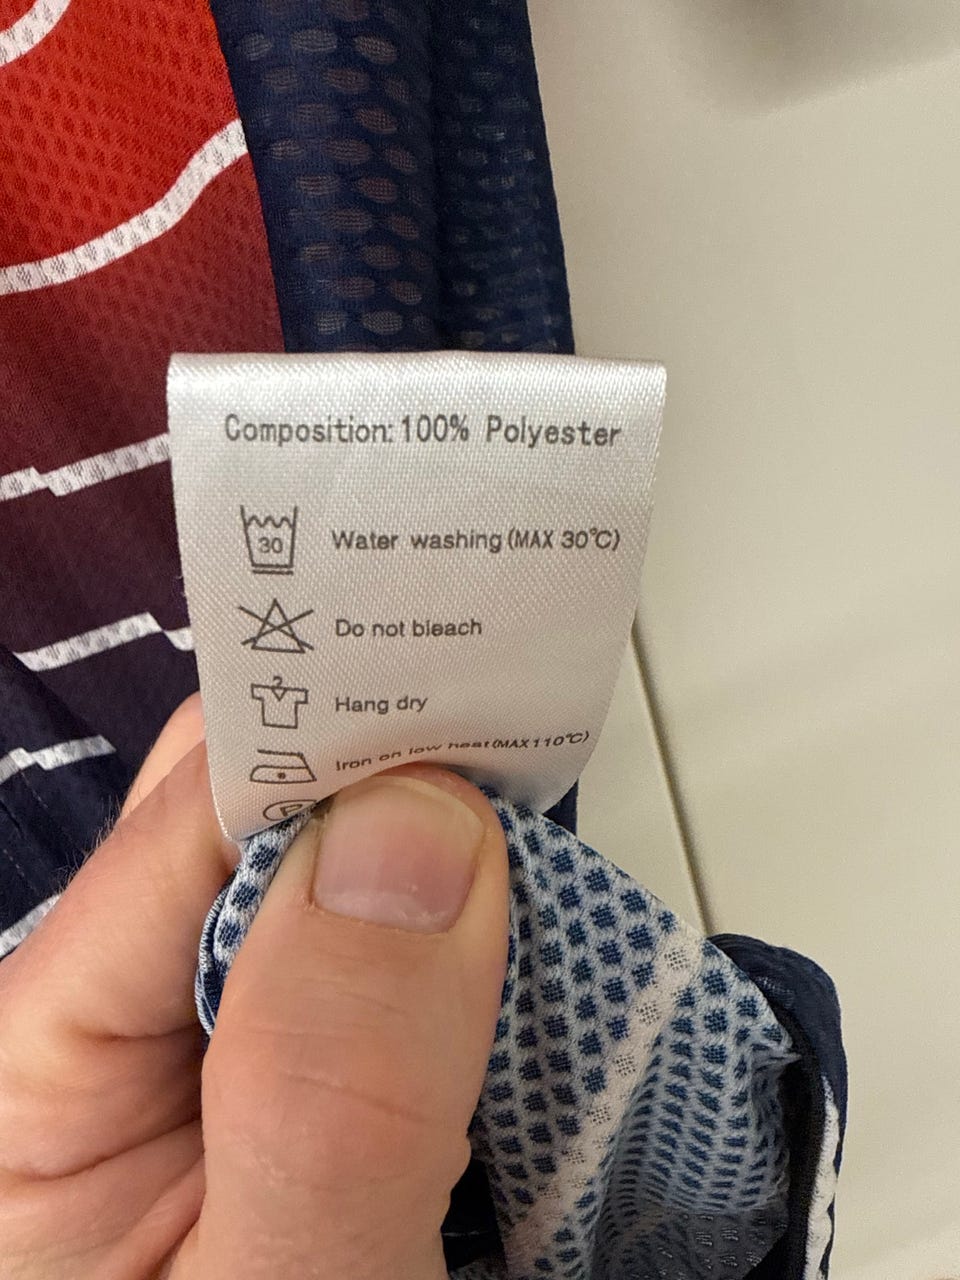 Composition: 100% Polyester
30 Water washing (MAX 30℃)
Do not bleach
Hang dry
Iron on low heat (MAX 110℃)
P